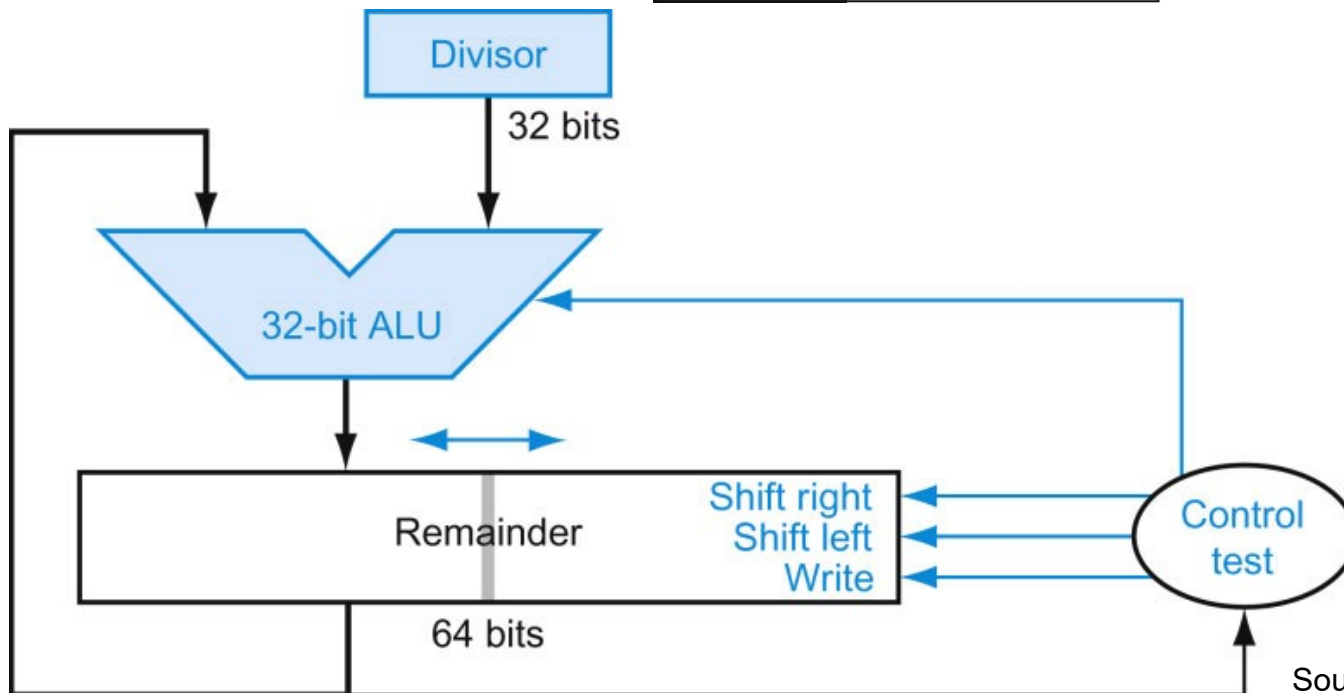 Divisor
32 bits
32-bit ALU
Remainder
Shift right
Shift left
Write
Control
test
64 bits